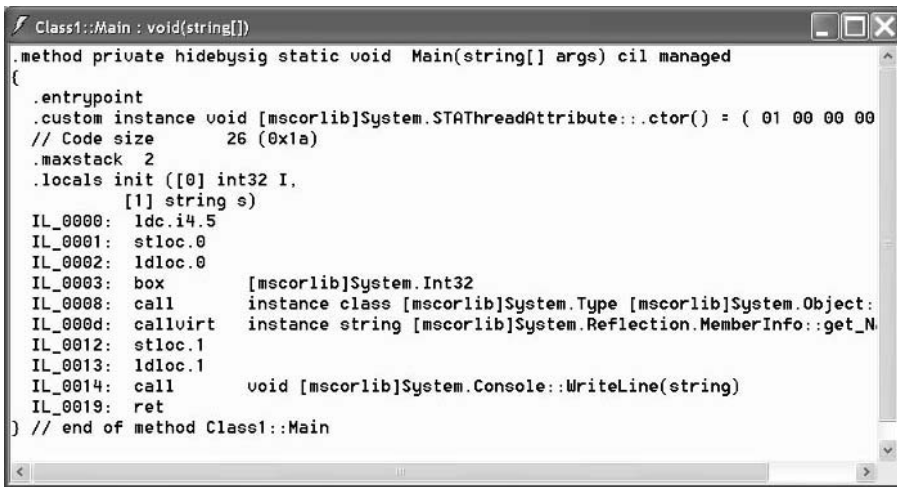 Class1::Main : void(string[])
.method private hidebysig static void  Main(string[] args) cil managed
{
  .entrypoint
  .custom instance void [mscorlib]System.STAThreadAttribute::.ctor() = ( 01 00 00 00
  // Code size       26 (0x1a)
  .maxstack  2
  .locals init ([0] int32 I,
           [1] string s)
  IL_0000:  ldc.i4.5
  IL_0001:  stloc.0
  IL_0002:  ldloc.0
  IL_0003:  box        [mscorlib]System.Int32
  IL_0008:  call       instance class [mscorlib]System.Type [mscorlib]System.Object:
  IL_000d:  callvirt   instance string [mscorlib]System.Reflection.MemberInfo::get_N
  IL_0012:  stloc.1
  IL_0013:  ldloc.1
  IL_0014:  call       void [mscorlib]System.Console::WriteLine(string)
  IL_0019:  ret
} // end of method Class1::Main